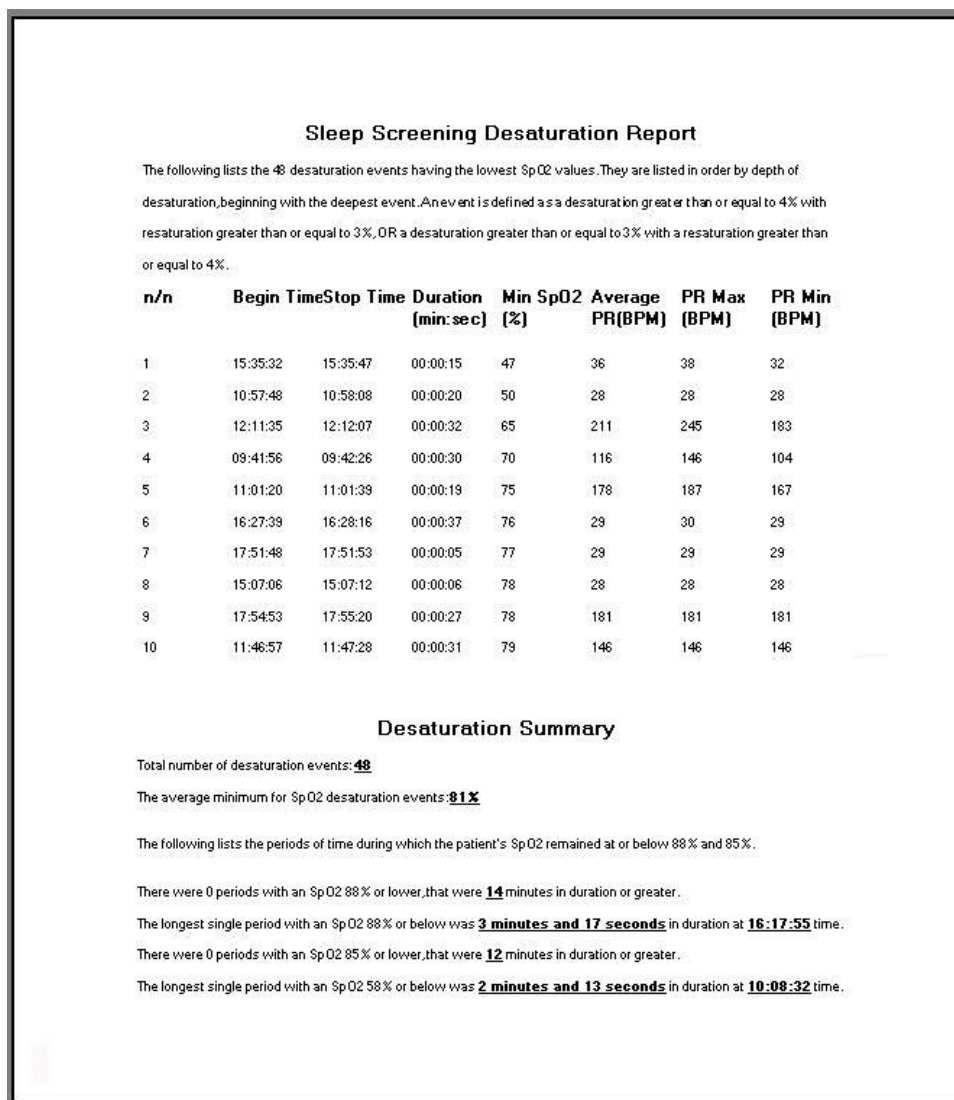 Sleep Screening Desaturation Report
The following lists the 48 desaturation events having the lowest SpO2 values.They are listed in order by depth of
desaturation,beginning with the deepest event.An event is defined as a desaturation greater than or equal to 4% with
resaturation greater than or equal to 3%,OR a desaturation greater than or equal to 3% with a resaturation greater than
or equal to 4%.
n/n Begin Time Stop Time Duration Min SpO2 Average PR Max PR Min
(min:sec) (%) PR(BPM) (BPM) (BPM)
1 15:35:32 15:35:47 00:00:15 47 36 38 32
2 10:57:48 10:58:08 00:00:20 50 28 28 28
3 12:11:35 12:12:07 00:00:32 65 211 245 183
4 09:41:56 09:42:26 00:00:30 70 116 146 104
5 11:01:20 11:01:39 00:00:19 75 178 187 167
6 16:27:39 16:28:16 00:00:37 76 29 30 29
7 17:51:48 17:51:53 00:00:05 77 29 29 29
8 15:07:06 15:07:12 00:00:06 78 28 28 28
9 17:54:53 17:55:20 00:00:27 78 181 181 181
10 11:46:57 11:47:28 00:00:31 79 146 146 146
Desaturation Summary
Total number of desaturation events:48
The average minimum for SpO2 desaturation events:81%
The following lists the periods of time during which the patient's SpO2 remained at or below 88% and 85%.
There were 0 periods with an SpO2 88% or lower,that were 14 minutes in duration or greater.
The longest single period with an SpO2 88% or below was 3 minutes and 17 seconds in duration at 16:17:55 time.
There were 0 periods with an SpO2 85% or lower,that were 12 minutes in duration or greater.
The longest single period with an SpO2 58% or below was 2 minutes and 13 seconds in duration at 10:08:32 time.